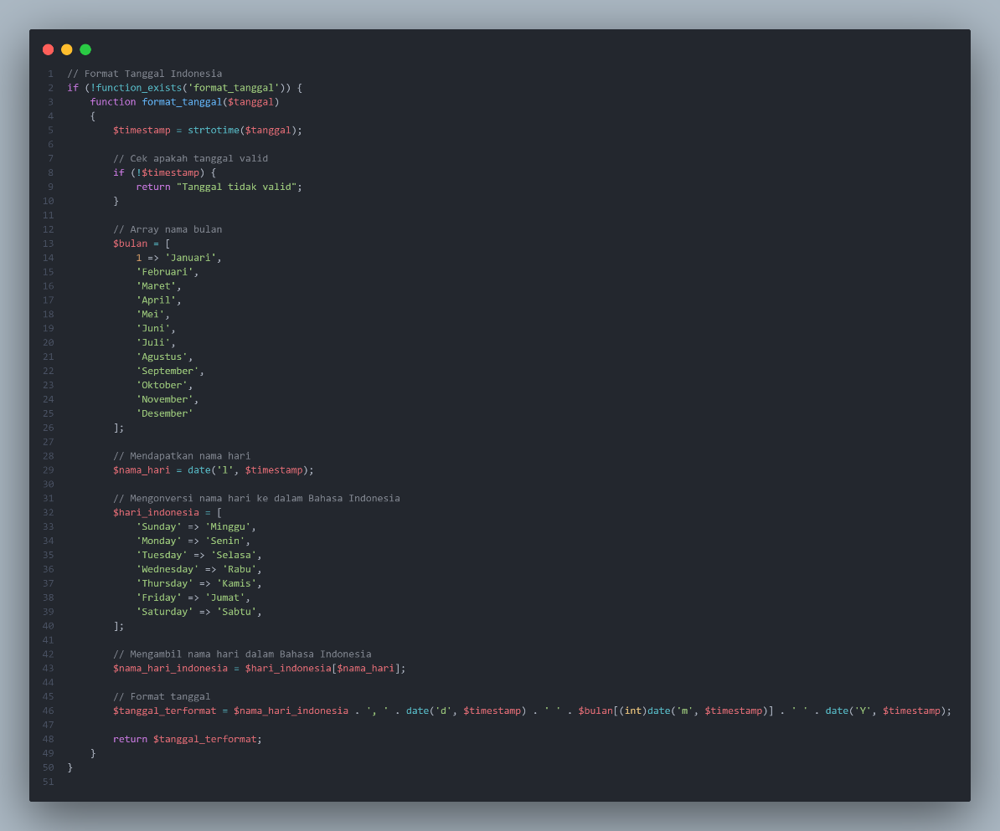 1 // Format Tanggal Indonesia
2 if (!function_exists('format_tanggal')) {
3     function format_tanggal($tanggal)
4     {
5         $timestamp = strtotime($tanggal);
6
7         // Cek apakah tanggal valid
8         if (!$timestamp) {
9             return "Tanggal tidak valid";
10         }
11
12         // Array nama bulan
13         $bulan = [
14             1 => 'Januari',
15             'Februari',
16             'Maret',
17             'April',
18             'Mei',
19             'Juni',
20             'Juli',
21             'Agustus',
22             'September',
23             'Oktober',
24             'November',
25             'Desember'
26         ];
27
28         // Mendapatkan nama hari
29         $nama_hari = date('l', $timestamp);
30
31         // Mengonversi nama hari ke dalam Bahasa Indonesia
32         $hari_indonesia = [
33             'Sunday' => 'Minggu',
34             'Monday' => 'Senin',
35             'Tuesday' => 'Selasa',
36             'Wednesday' => 'Rabu',
37             'Thursday' => 'Kamis',
38             'Friday' => 'Jumat',
39             'Saturday' => 'Sabtu',
40         ];
41
42         // Mengambil nama hari dalam Bahasa Indonesia
43         $nama_hari_indonesia = $hari_indonesia[$nama_hari];
44
45         // Format tanggal
46         $tanggal_terformat = $nama_hari_indonesia . ', ' . date('d', $timestamp) . ' ' . $bulan[(int)date('m', $timestamp)] . ' ' . date('Y', $timestamp);
47
48         return $tanggal_terformat;
49     }
50 }
51